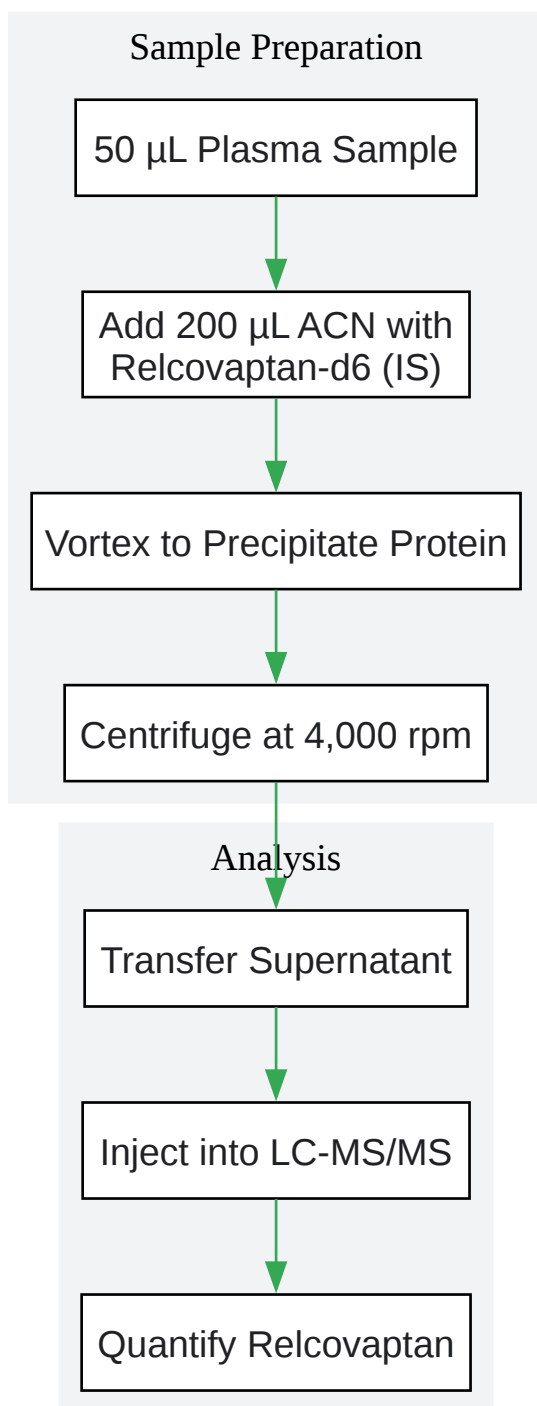 Sample Preparation
50 µL Plasma Sample
Add 200 µL ACN with
Relcovaptan-d6 (IS)
Vortex to Precipitate Protein
Centrifuge at 4,000 rpm
Analysis
Transfer Supernatant
Inject into LC-MS/MS
Quantify Relcovaptan